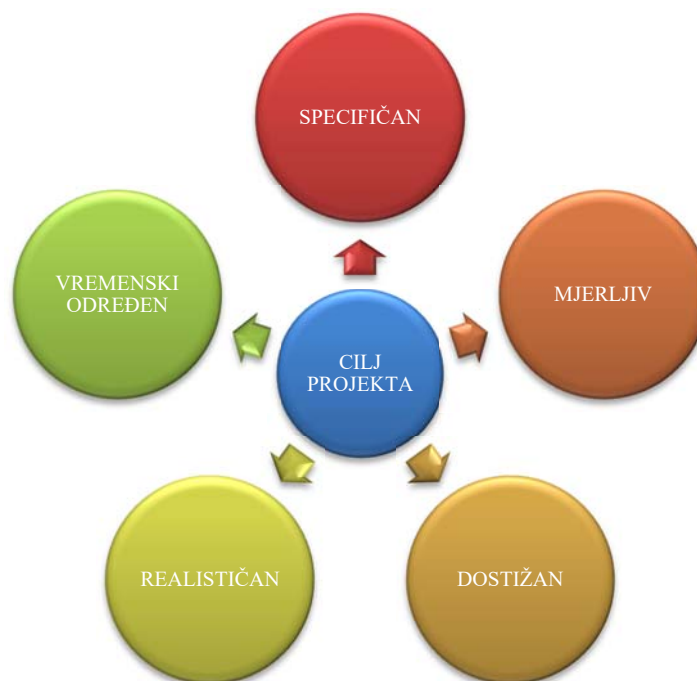 SPECIFIČAN
VREMENSKI
ODREĐEN
MJERLJIV
CILJ
PROJEKTA
REALISTIČAN
DOSTIŽAN